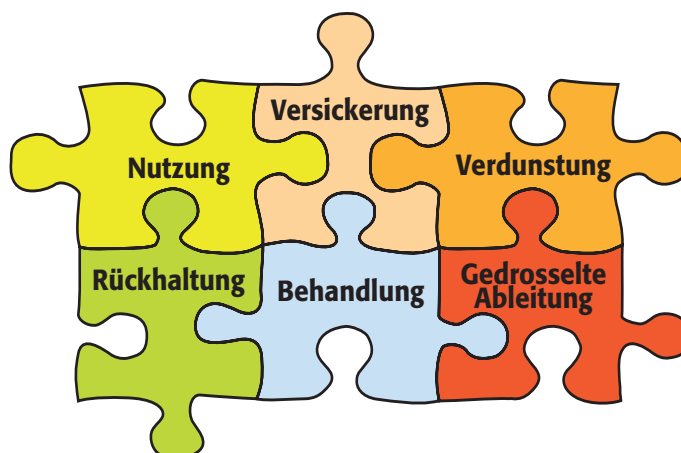 Versickerung
Nutzung
Verdunstung
Rückhaltung
Behandlung
Gedrosselte
Ableitung